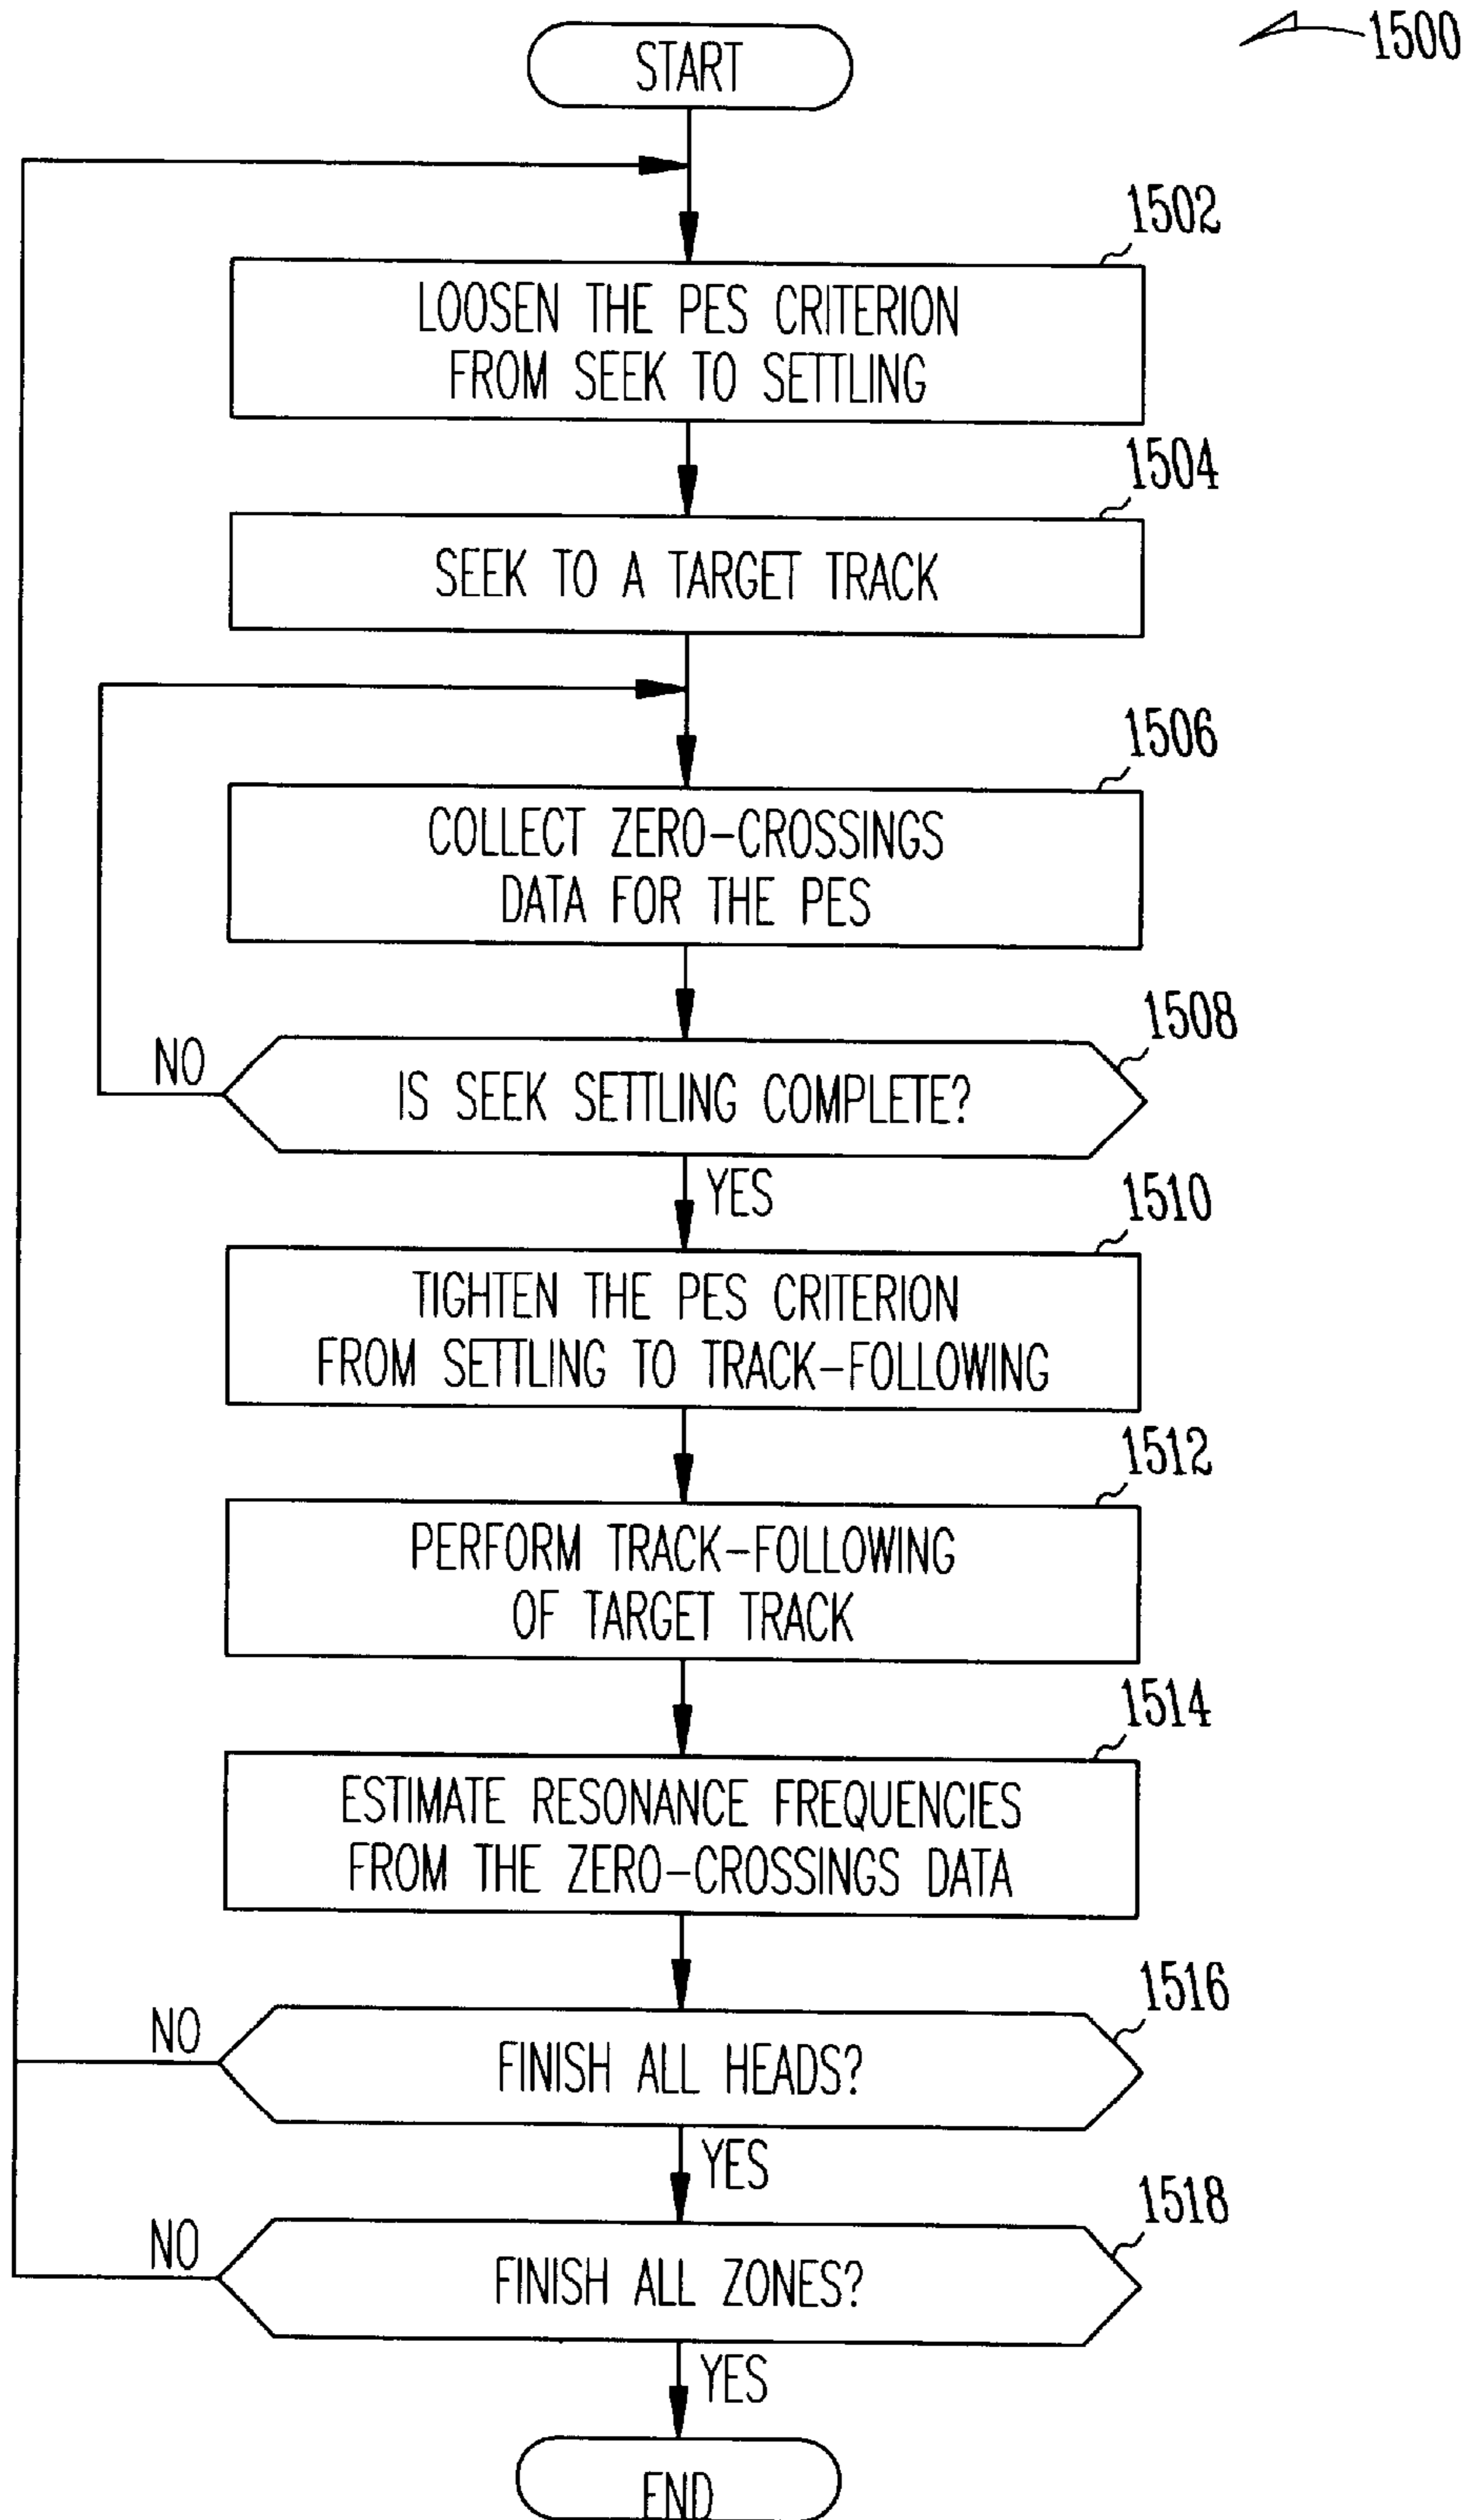 START
1500
1502
LOOSEN THE PES CRITERION
FROM SEEK TO SETTLING
1504
SEEK TO A TARGET TRACK
1506
COLLECT ZERO-CROSSINGS
DATA FOR THE PES
1508
NO
IS SEEK SETTLING COMPLETE?
YES
1510
TIGHTEN THE PES CRITERION
FROM SETTLING TO TRACK-FOLLOWING
1512
PERFORM TRACK-FOLLOWING
OF TARGET TRACK
1514
ESTIMATE RESONANCE FREQUENCIES
FROM THE ZERO-CROSSINGS DATA
1516
NO
FINISH ALL HEADS?
YES
1518
NO
FINISH ALL ZONES?
YES
END